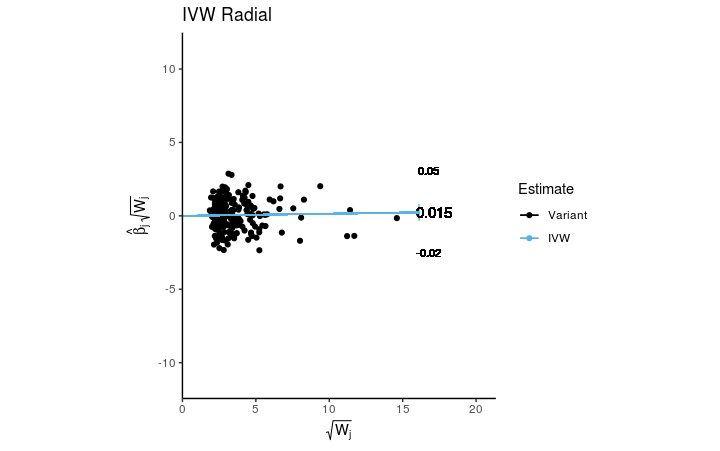 IVW Radial
10
5
0
-5
-10
β̂j√Wj
0.05
0.015
-0.02
Estimate
Variant
IVW
0 5 10 15 20
√Wj